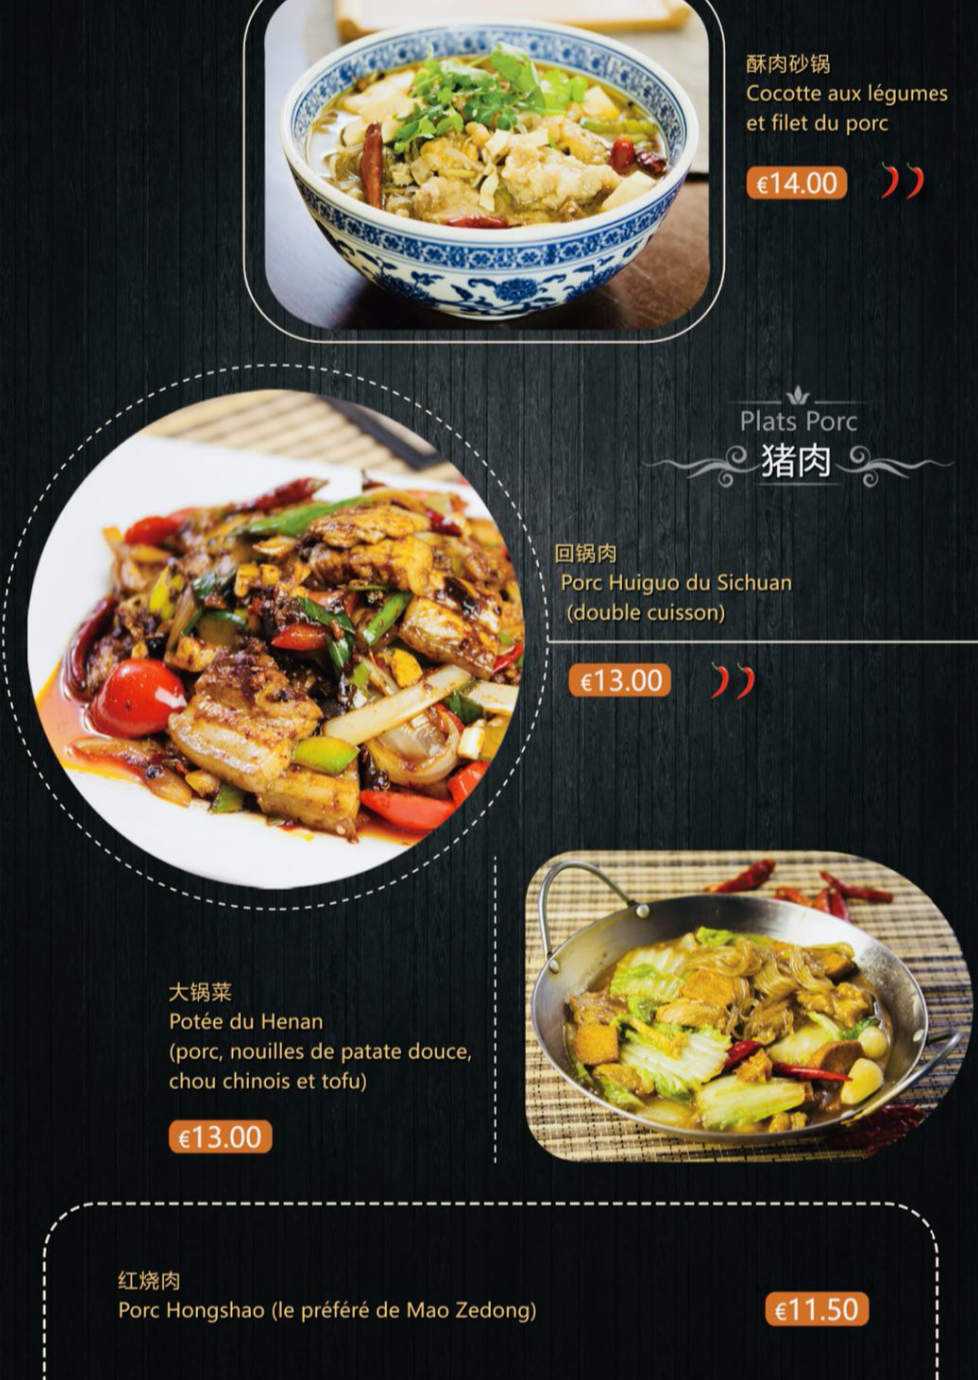 酥肉砂锅
Cocotte aux légumes
et filet du porc
€14.00
Plats Porc
猪肉
回锅肉
Porc Huiguo du Sichuan
(double cuisson)
€13.00
大锅菜
Potée du Henan
(porc, nouilles de patate douce,
chou chinois et tofu)
€13.00
红烧肉
Porc Hongshao (le préféré de Mao Zedong)
€11.50